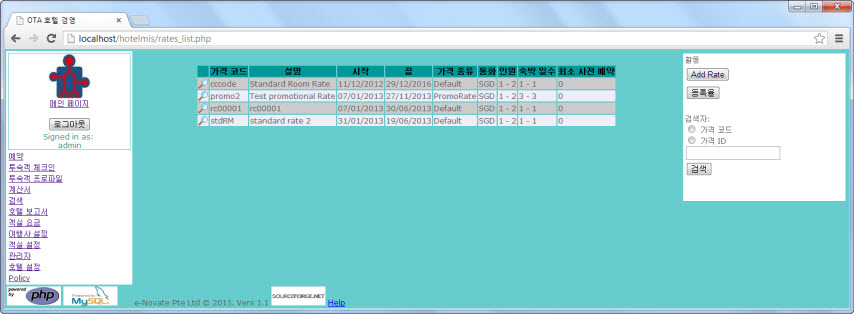 OTA 호텔 경영
localhost/hotelmis/rates_list.php
메인 페이지
로그아웃
Signed in as:
admin
예약
투숙객 체크인
투숙객 프로파일
계산서
검색
호텔 보고서
객실 요금
여행사 설정
객실 설정
관리자
호텔 설정
Policy
가격 코드 설명 시작 끝 가격 종류 통화 인원 숙박 일수 최소 사전 예약
cccode Standard Room Rate 11/12/2012 29/12/2016 Default SGD 1 - 2 1 - 1 0
promo2 Test promotional Rate 07/01/2013 27/11/2013 PromoRate SGD 1 - 2 3 - 3 0
rc00001 rc00001 07/01/2013 30/06/2013 Default SGD 1 - 2 1 - 1 0
stdRM standard rate 2 31/01/2013 19/06/2013 Default SGD 1 - 2 1 - 1 0
활동
Add Rate
등록율
검색자:
가격 코드
가격 ID
검색
powered by php
Powered by MySQL
e-Novate Pte Ltd © 2011. Vers 1.1
SOURCEFORGE.NET
Help